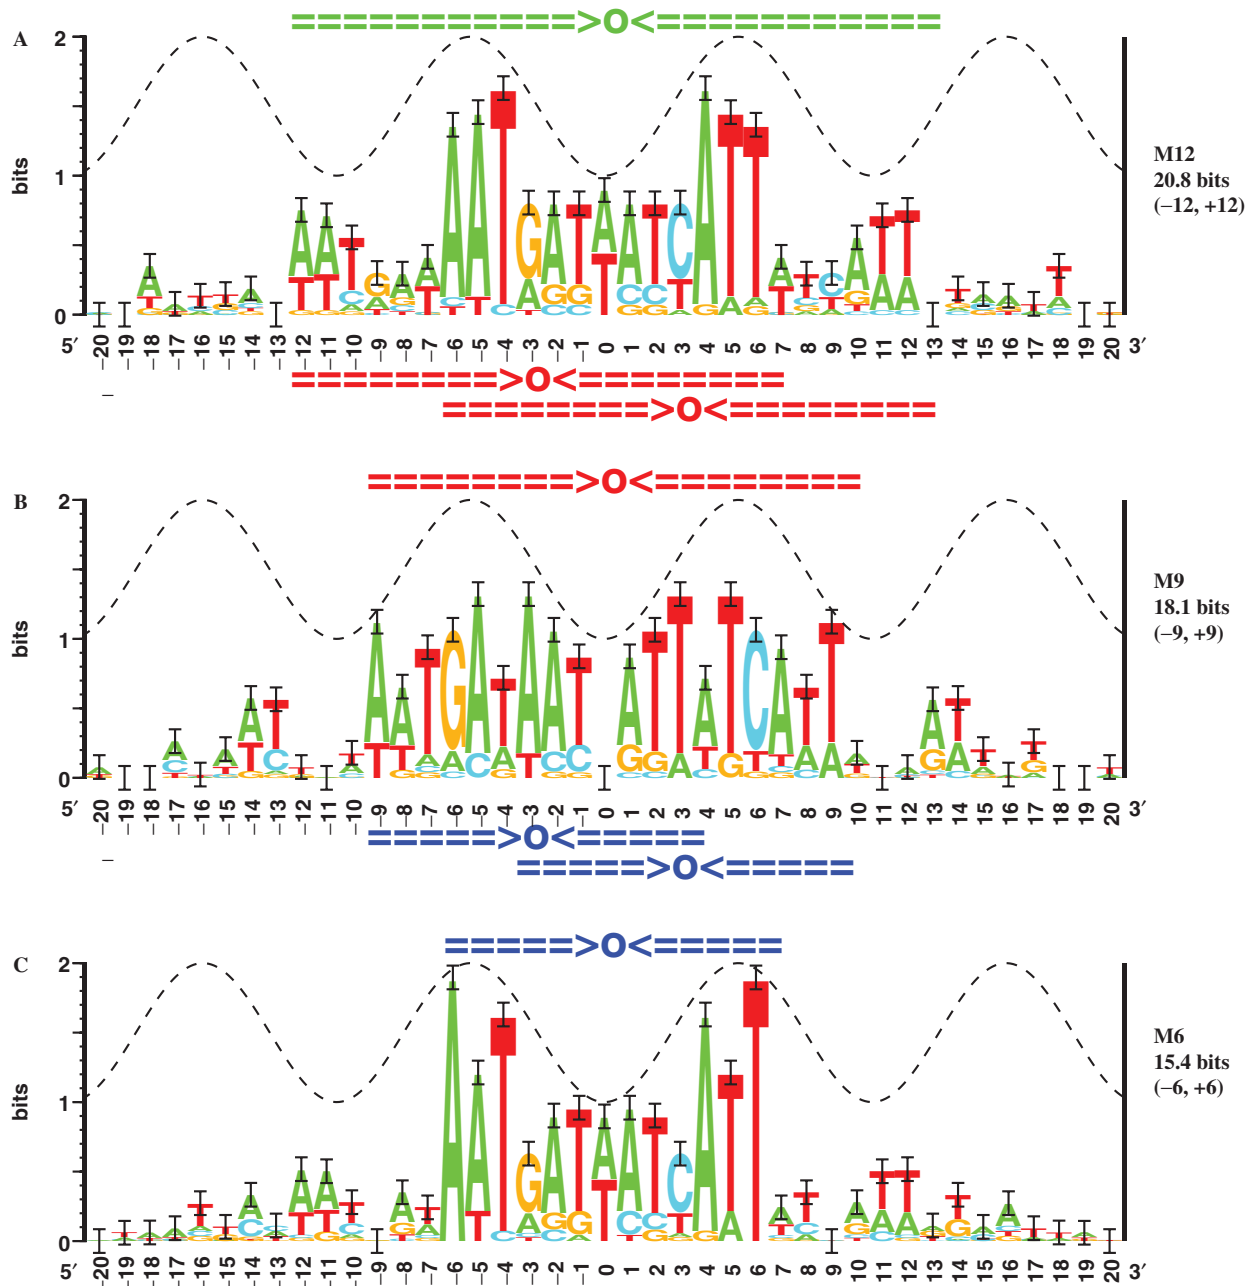 ===========>o<===========
A
2
1
0
bits
M12
20.8 bits
(−12, +12)
5′ −20 −19 −18 −17 −16 −15 −14 −13 −12 −11 −10 −9 −8 −7 −6 −5 −4 −3 −2 −1 0 1 2 3 4 5 6 7 8 9 10 11 12 13 14 15 16 17 18 19 20 3′
========>o<========
========>o<========
========>o<========
B
2
1
0
bits
M9
18.1 bits
(−9, +9)
5′ −20 −19 −18 −17 −16 −15 −14 −13 −12 −11 −10 −9 −8 −7 −6 −5 −4 −3 −2 −1 0 1 2 3 4 5 6 7 8 9 10 11 12 13 14 15 16 17 18 19 20 3′
=====>o<=====
=====>o<=====
=====>o<=====
C
2
1
0
bits
M6
15.4 bits
(−6, +6)
5′ −20 −19 −18 −17 −16 −15 −14 −13 −12 −11 −10 −9 −8 −7 −6 −5 −4 −3 −2 −1 0 1 2 3 4 5 6 7 8 9 10 11 12 13 14 15 16 17 18 19 20 3′